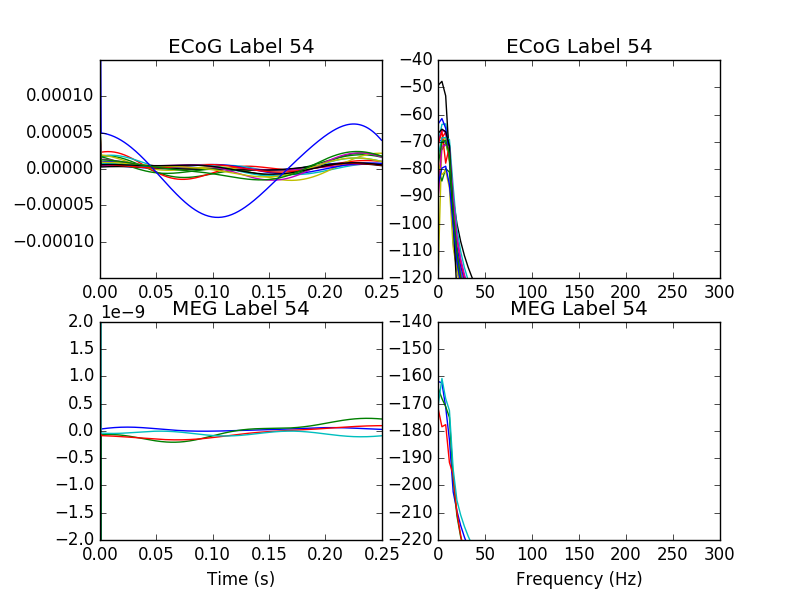 ECoG Label 54
0.00010
0.00005
0.00000
−0.00005
−0.00010
0.00 0.05 0.10 0.15 0.20 0.25
ECoG Label 54
−40
−50
−60
−70
−80
−90
−100
−110
−120
0 50 100 150 200 250 300
1e−9
MEG Label 54
2.0
1.5
1.0
0.5
0.0
−0.5
−1.0
−1.5
−2.0
0.00 0.05 0.10 0.15 0.20 0.25
Time (s)
MEG Label 54
−140
−150
−160
−170
−180
−190
−200
−210
−220
0 50 100 150 200 250 300
Frequency (Hz)